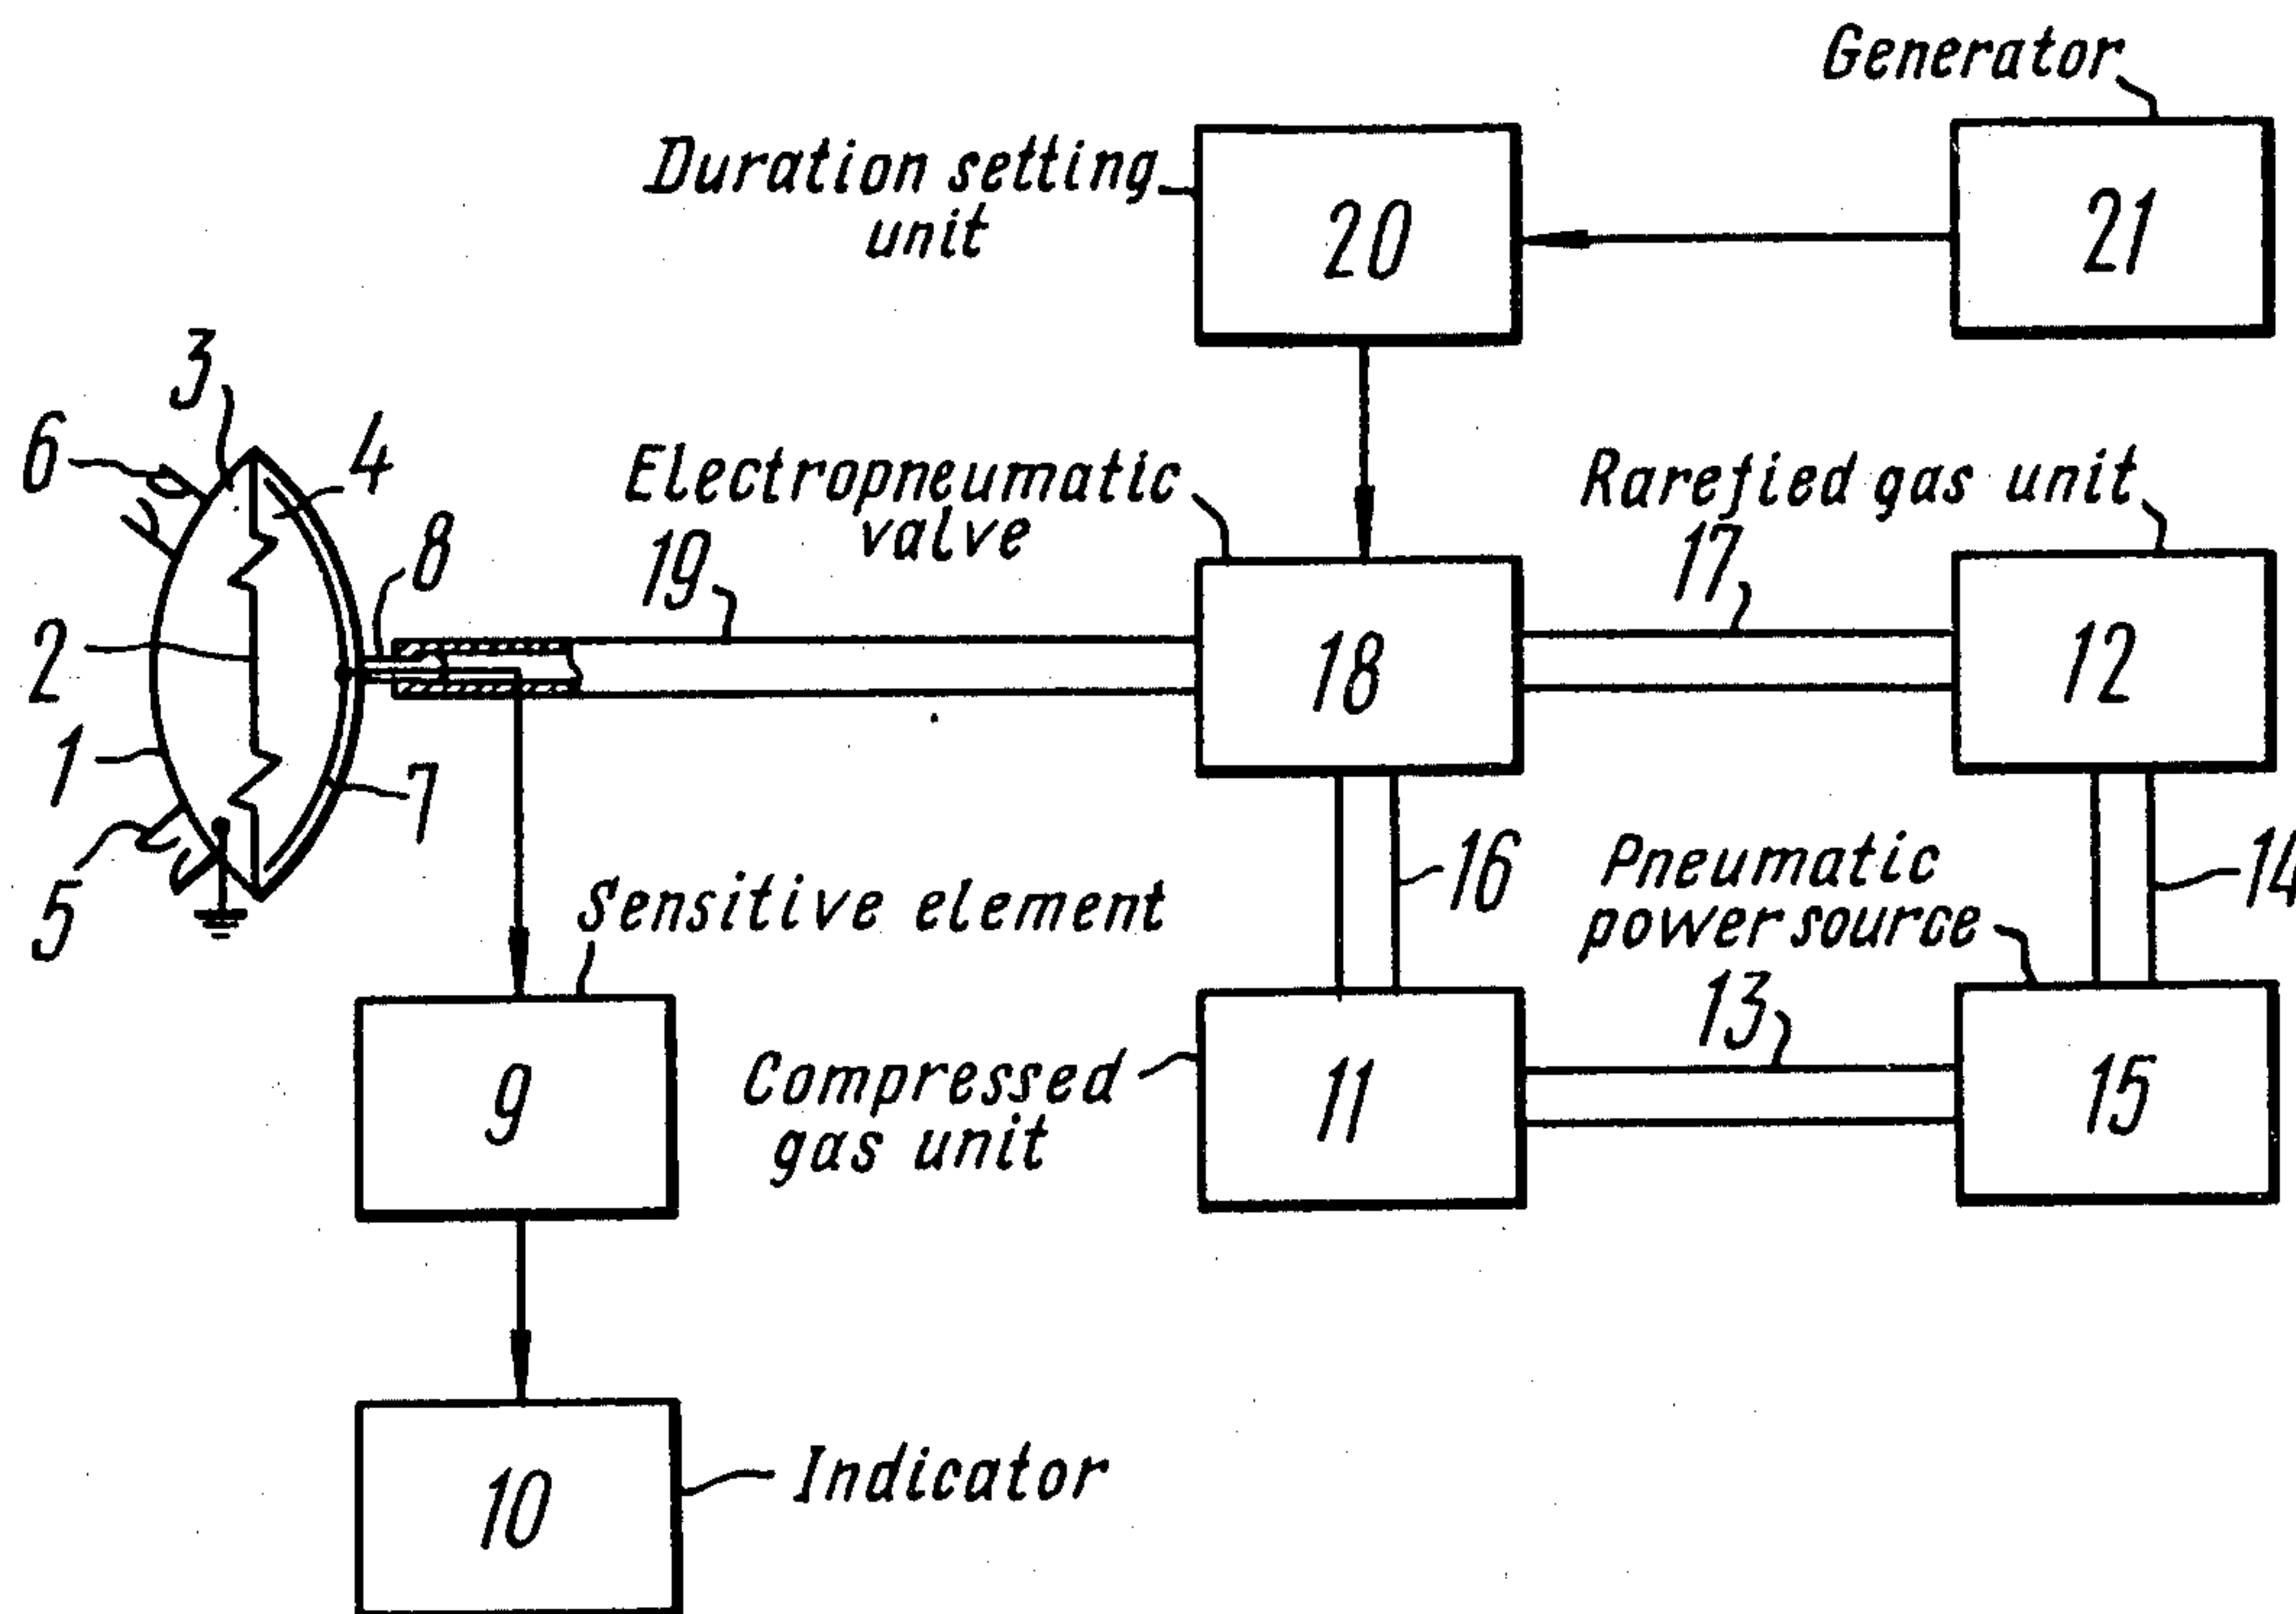 Generator
21
Duration setting
unit
20
3
6
4
Electropneumatic
valve
Rarefied gas unit
8
19
17
2
18
12
1
7
5
16
Pneumatic
power source
14
Sensitive element
13
9
Compressed
gas unit
11
15
10
Indicator